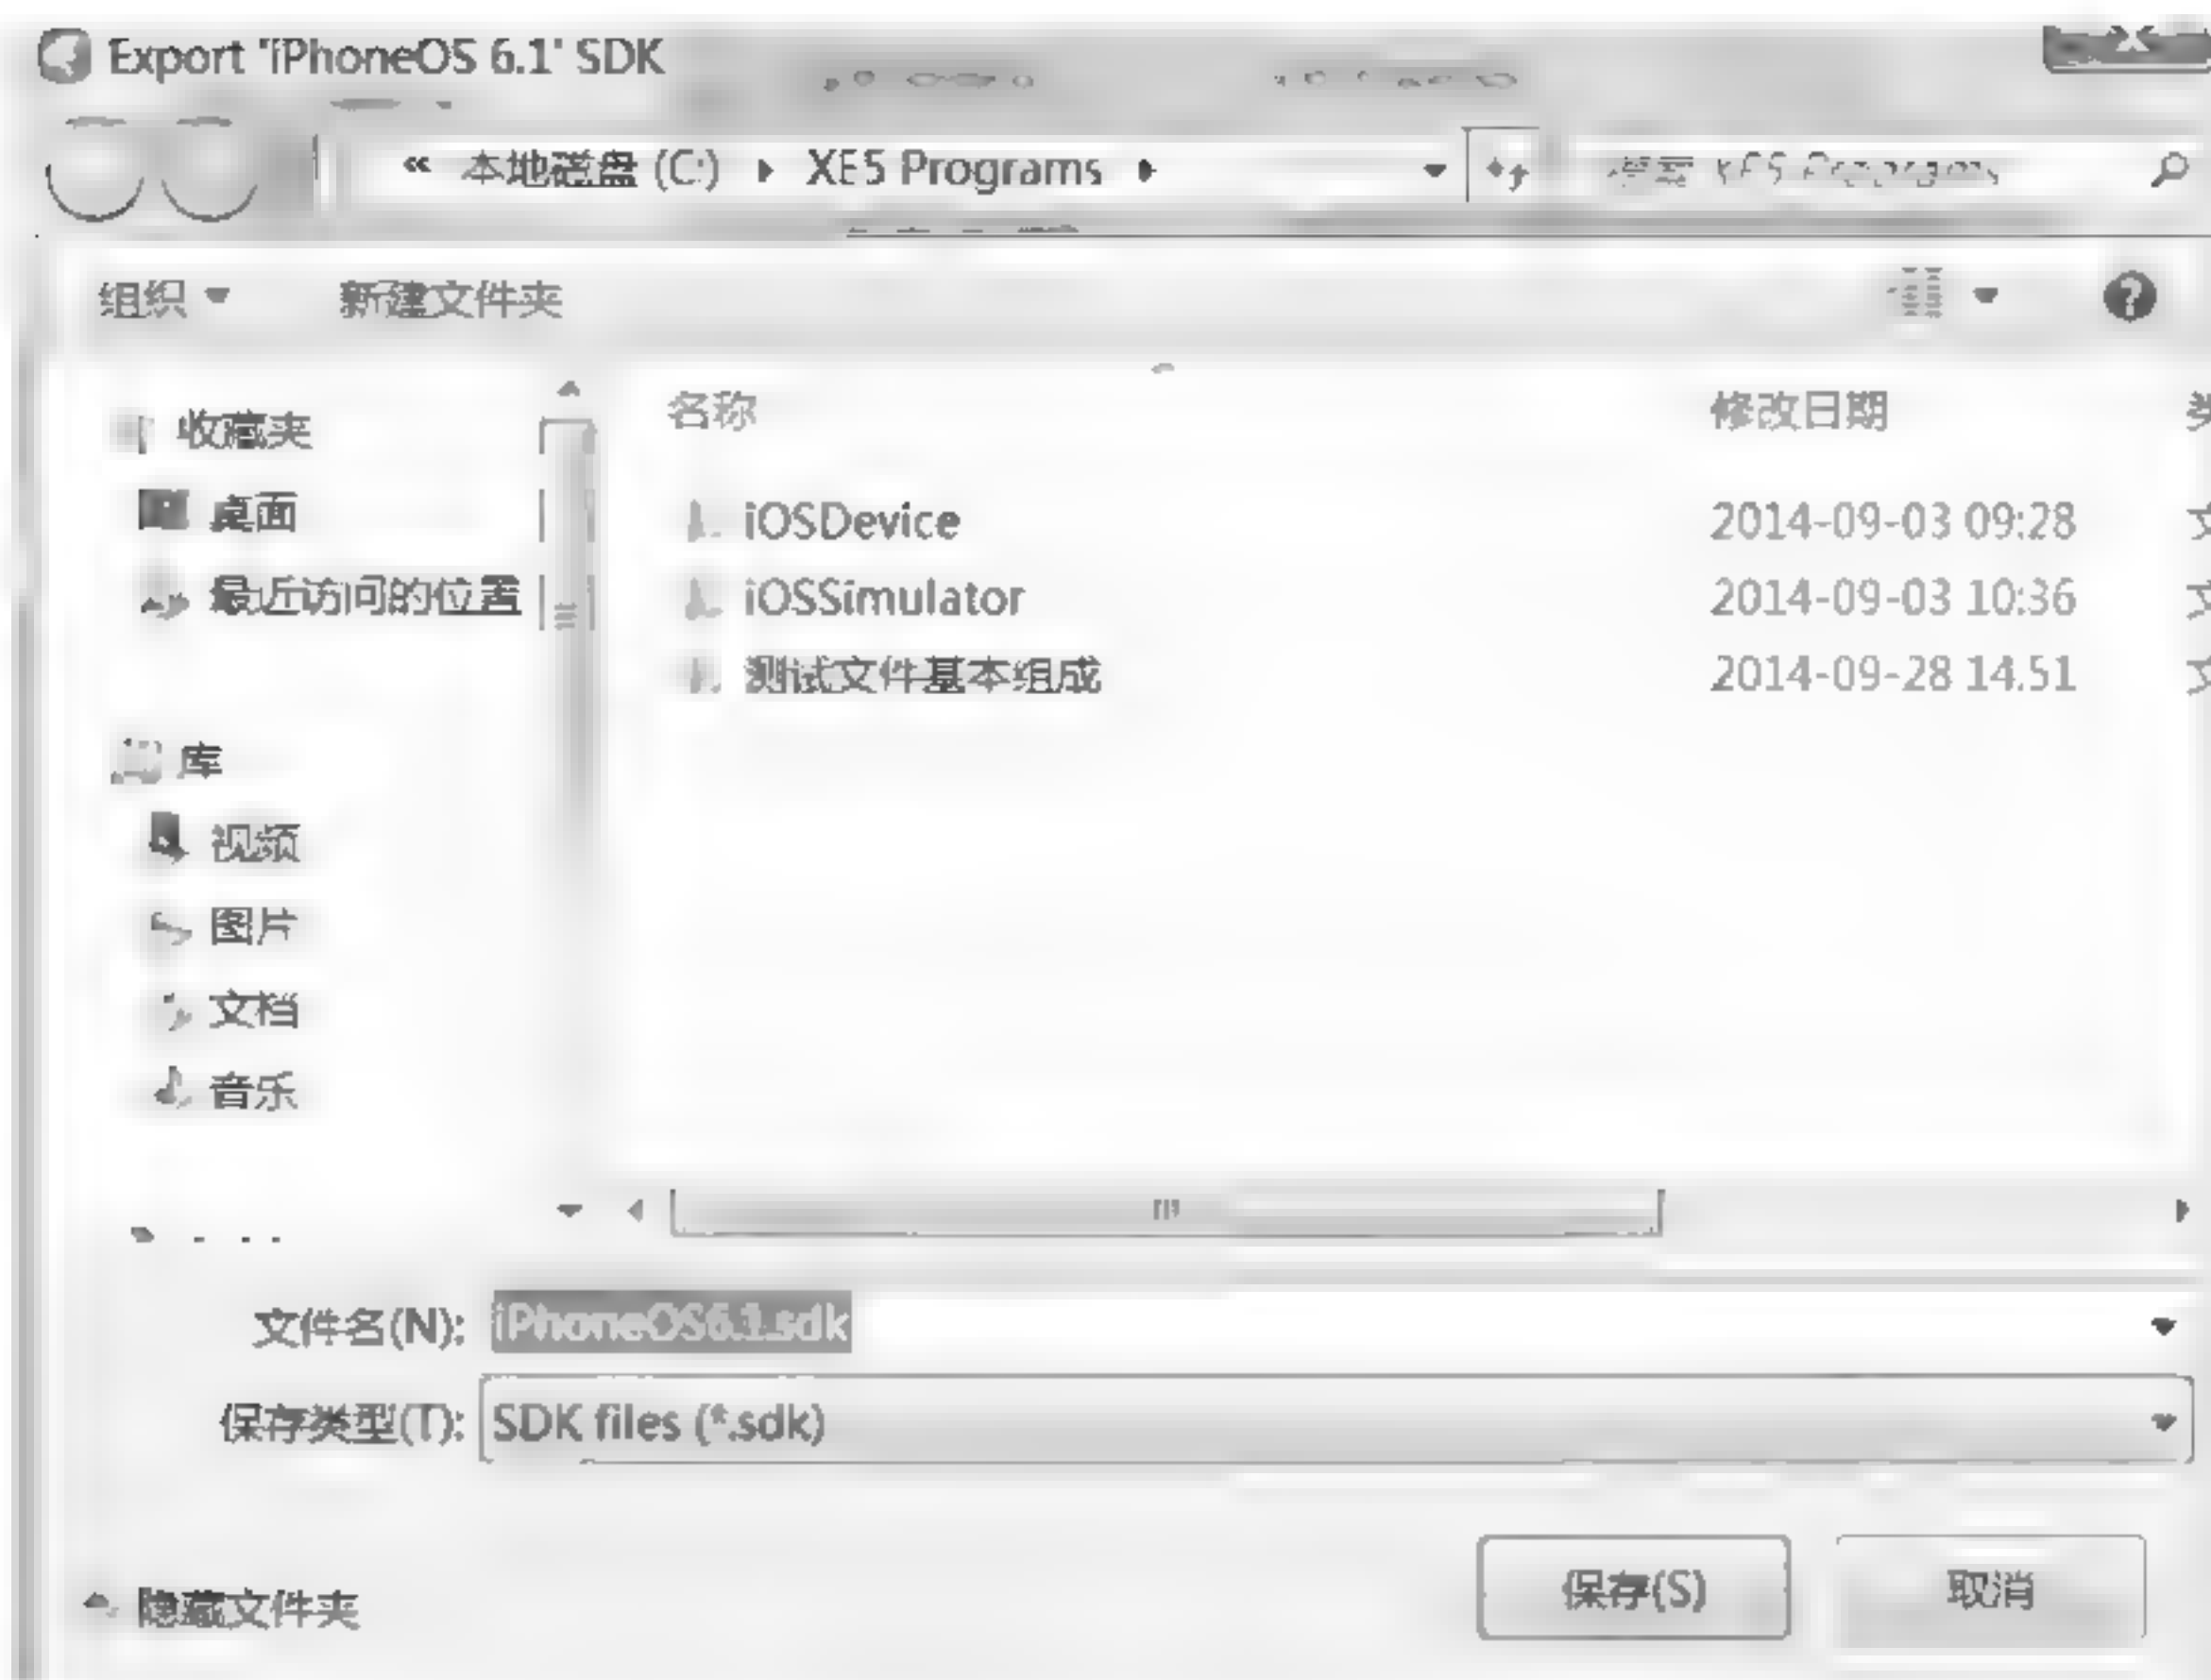 Export 'iPhoneOS 6.1' SDK
« 本地磁盘 (C:) ▸ XE5 Programs ▸ 搜索 XE5 Programs
组织 新建文件夹
名称 修改日期
收藏夹
桌面 iOSDevice 2014-09-03 09:28
最近访问的位置 iOSSimulator 2014-09-03 10:36
测试文件基本组成 2014-09-28 14:51
库
视频
图片
文档
音乐
文件名(N): iPhoneOS6.1.sdk
保存类型(T): SDK files (*.sdk)
隐藏文件夹 保存(S) 取消